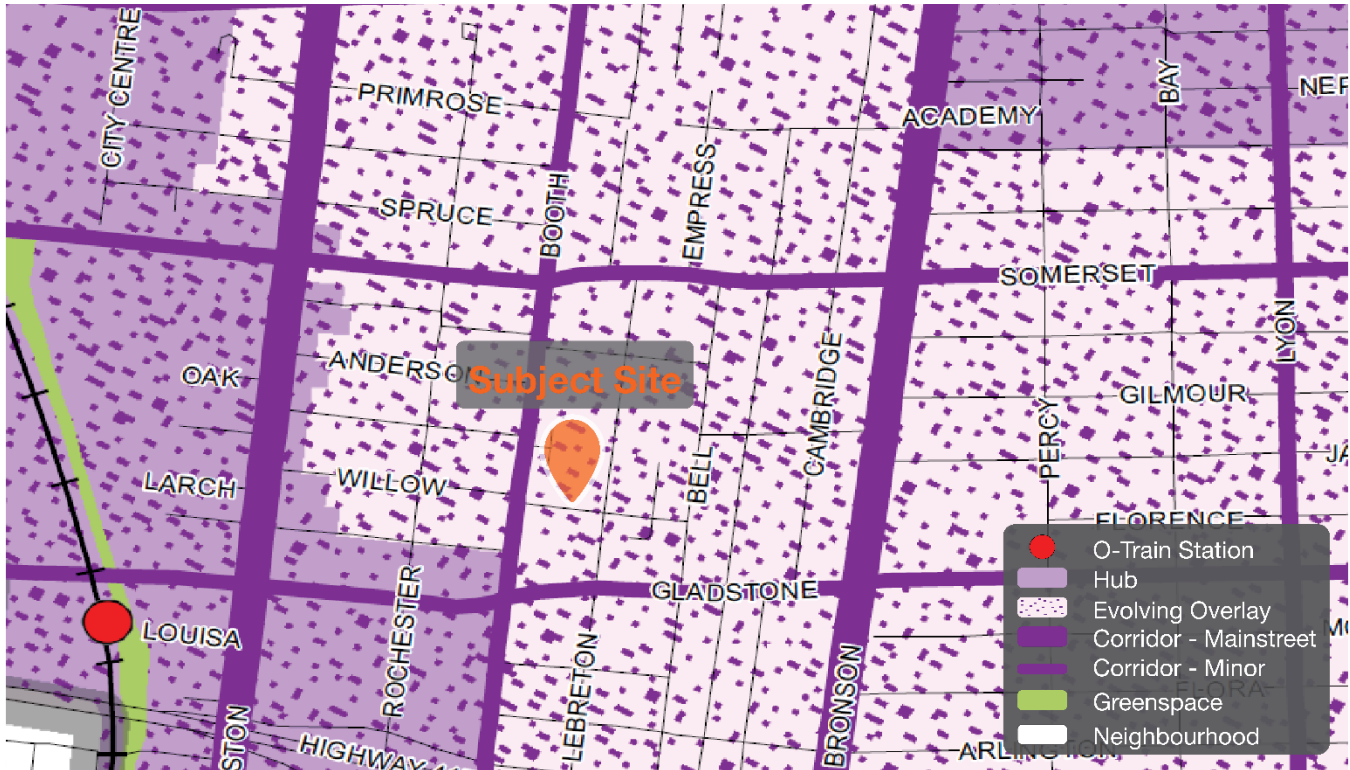 CITY CENTRE
PRIMROSE
ACADEMY
BAY
SPRUCE
BOOTH
EMPRESS
SOMERSET
LYON
OAK
ANDERSON
Subject Site
CAMBRIDGE
GILMOUR
PERCY
LARCH
WILLOW
BELL
FLORENCE
GLADSTONE
LOUISA
ROCHESTER
LEBRETON
BRONSON
HIGHWAY
FLORA
ARLINGTON
O-Train Station
Hub
Evolving Overlay
Corridor - Mainstreet
Corridor - Minor
Greenspace
Neighbourhood